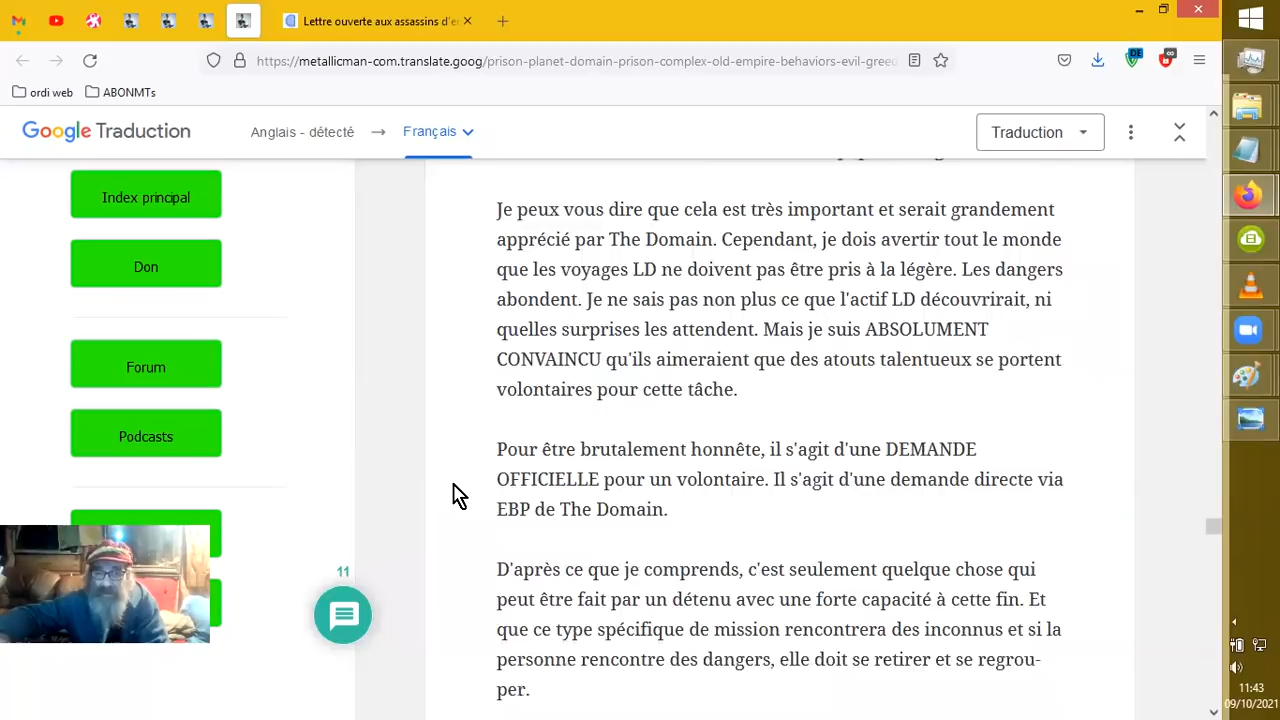 Lettre ouverte aux assassins d'e
https://metallicman-com.translate.goog/prison-planet-domain-prison-complex-old-empire-behaviors-evil-greed
DE
∞
ordi web
ABONMTs
Google Traduction
Anglais - détecté
→
Français
Traduction
Index principal
Don
Forum
Podcasts
11
Je peux vous dire que cela est très important et serait grandement
apprécié par The Domain. Cependant, je dois avertir tout le monde
que les voyages LD ne doivent pas être pris à la légère. Les dangers
abondent. Je ne sais pas non plus ce que l'actif LD découvrirait, ni
quelles surprises les attendent. Mais je suis ABSOLUMENT
CONVAINCU qu'ils aimeraient que des atouts talentueux se portent
volontaires pour cette tâche.
Pour être brutalement honnête, il s'agit d'une DEMANDE
OFFICIELLE pour un volontaire. Il s'agit d'une demande directe via
EBP de The Domain.
D'après ce que je comprends, c'est seulement quelque chose qui
peut être fait par un détenu avec une forte capacité à cette fin. Et
que ce type spécifique de mission rencontrera des inconnus et si la
personne rencontre des dangers, elle doit se retirer et se regrou-
per.
11:43
09/10/2021